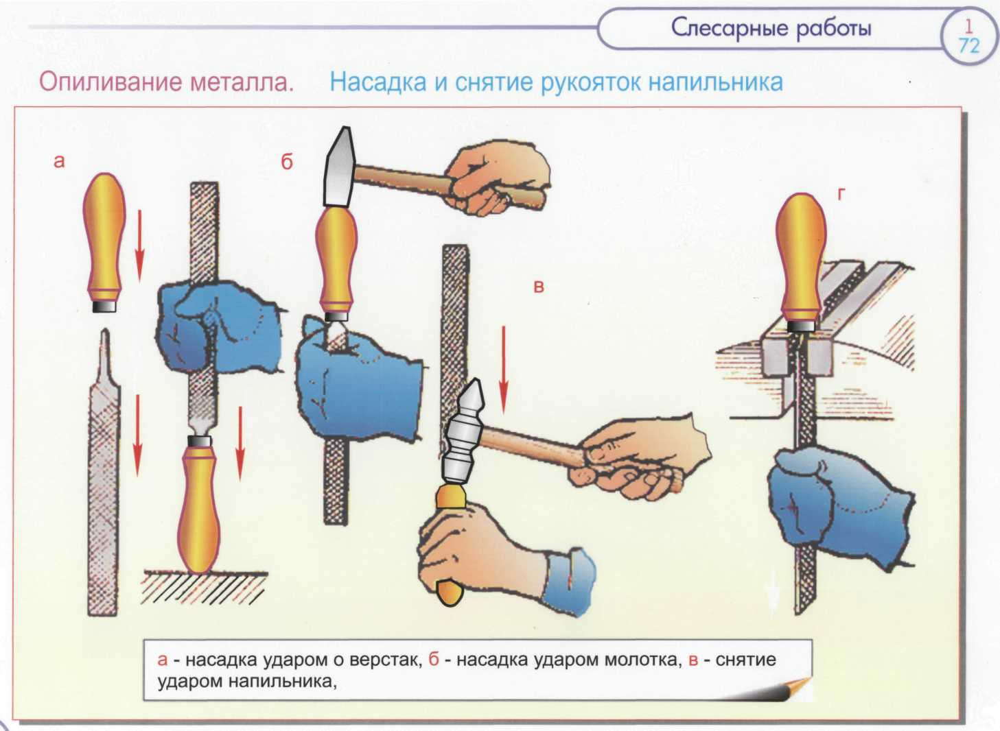 Слесарные работы
1
72
Опиливание металла. Насадка и снятие рукояток напильника
а
б
в
г
а - насадка ударом о верстак, б - насадка ударом молотка, в - снятие
ударом напильника,